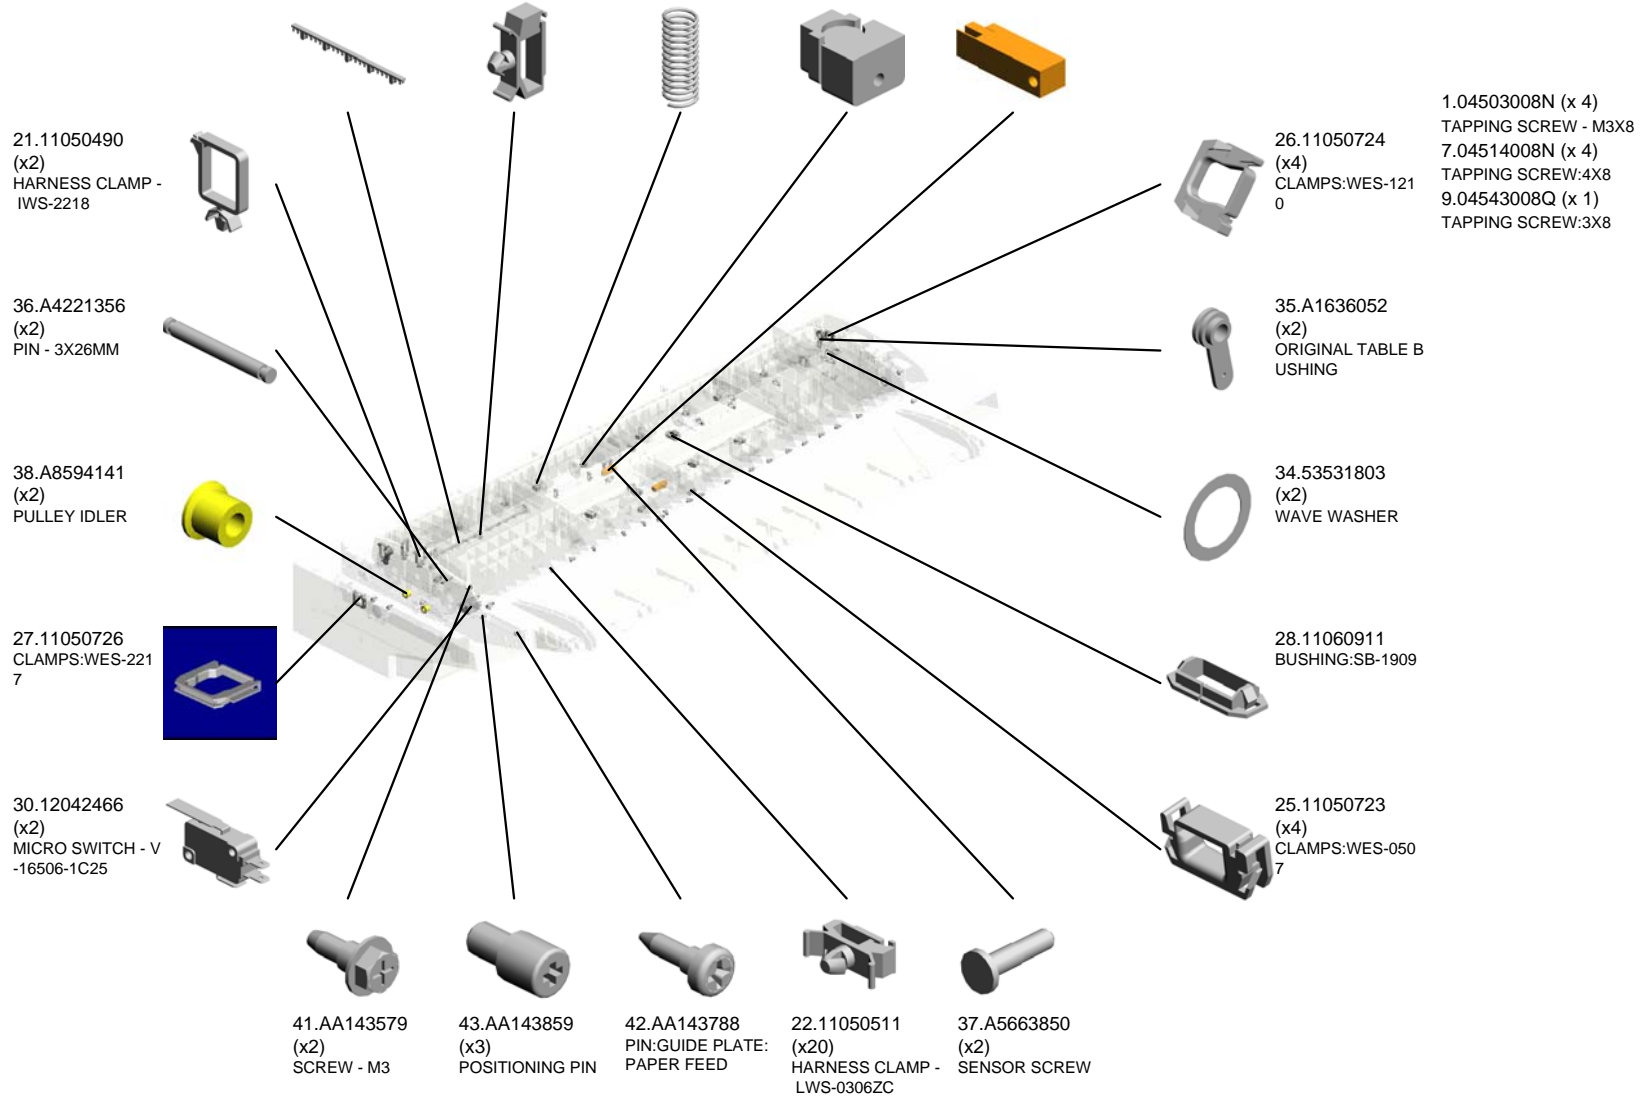 1.04503008N (x 4)
TAPPING SCREW - M3X8
7.04514008N (x 4)
TAPPING SCREW:4X8
9.04543008Q (x 1)
TAPPING SCREW:3X8
21.11050490
(x2)
HARNESS CLAMP -
IWS-2218
26.11050724
(x4)
CLAMPS:WES-121
0
36.A4221356
(x2)
PIN - 3X26MM
35.A1636052
(x2)
ORIGINAL TABLE B
USHING
38.A8594141
(x2)
PULLEY IDLER
34.53531803
(x2)
WAVE WASHER
27.11050726
CLAMPS:WES-221
7
28.11060911
BUSHING:SB-1909
30.12042466
(x2)
MICRO SWITCH - V
-16506-1C25
25.11050723
(x4)
CLAMPS:WES-050
7
41.AA143579
(x2)
SCREW - M3
43.AA143859
(x3)
POSITIONING PIN
42.AA143788
PIN:GUIDE PLATE:
PAPER FEED
22.11050511
(x20)
HARNESS CLAMP -
LWS-0306ZC
37.A5663850
(x2)
SENSOR SCREW